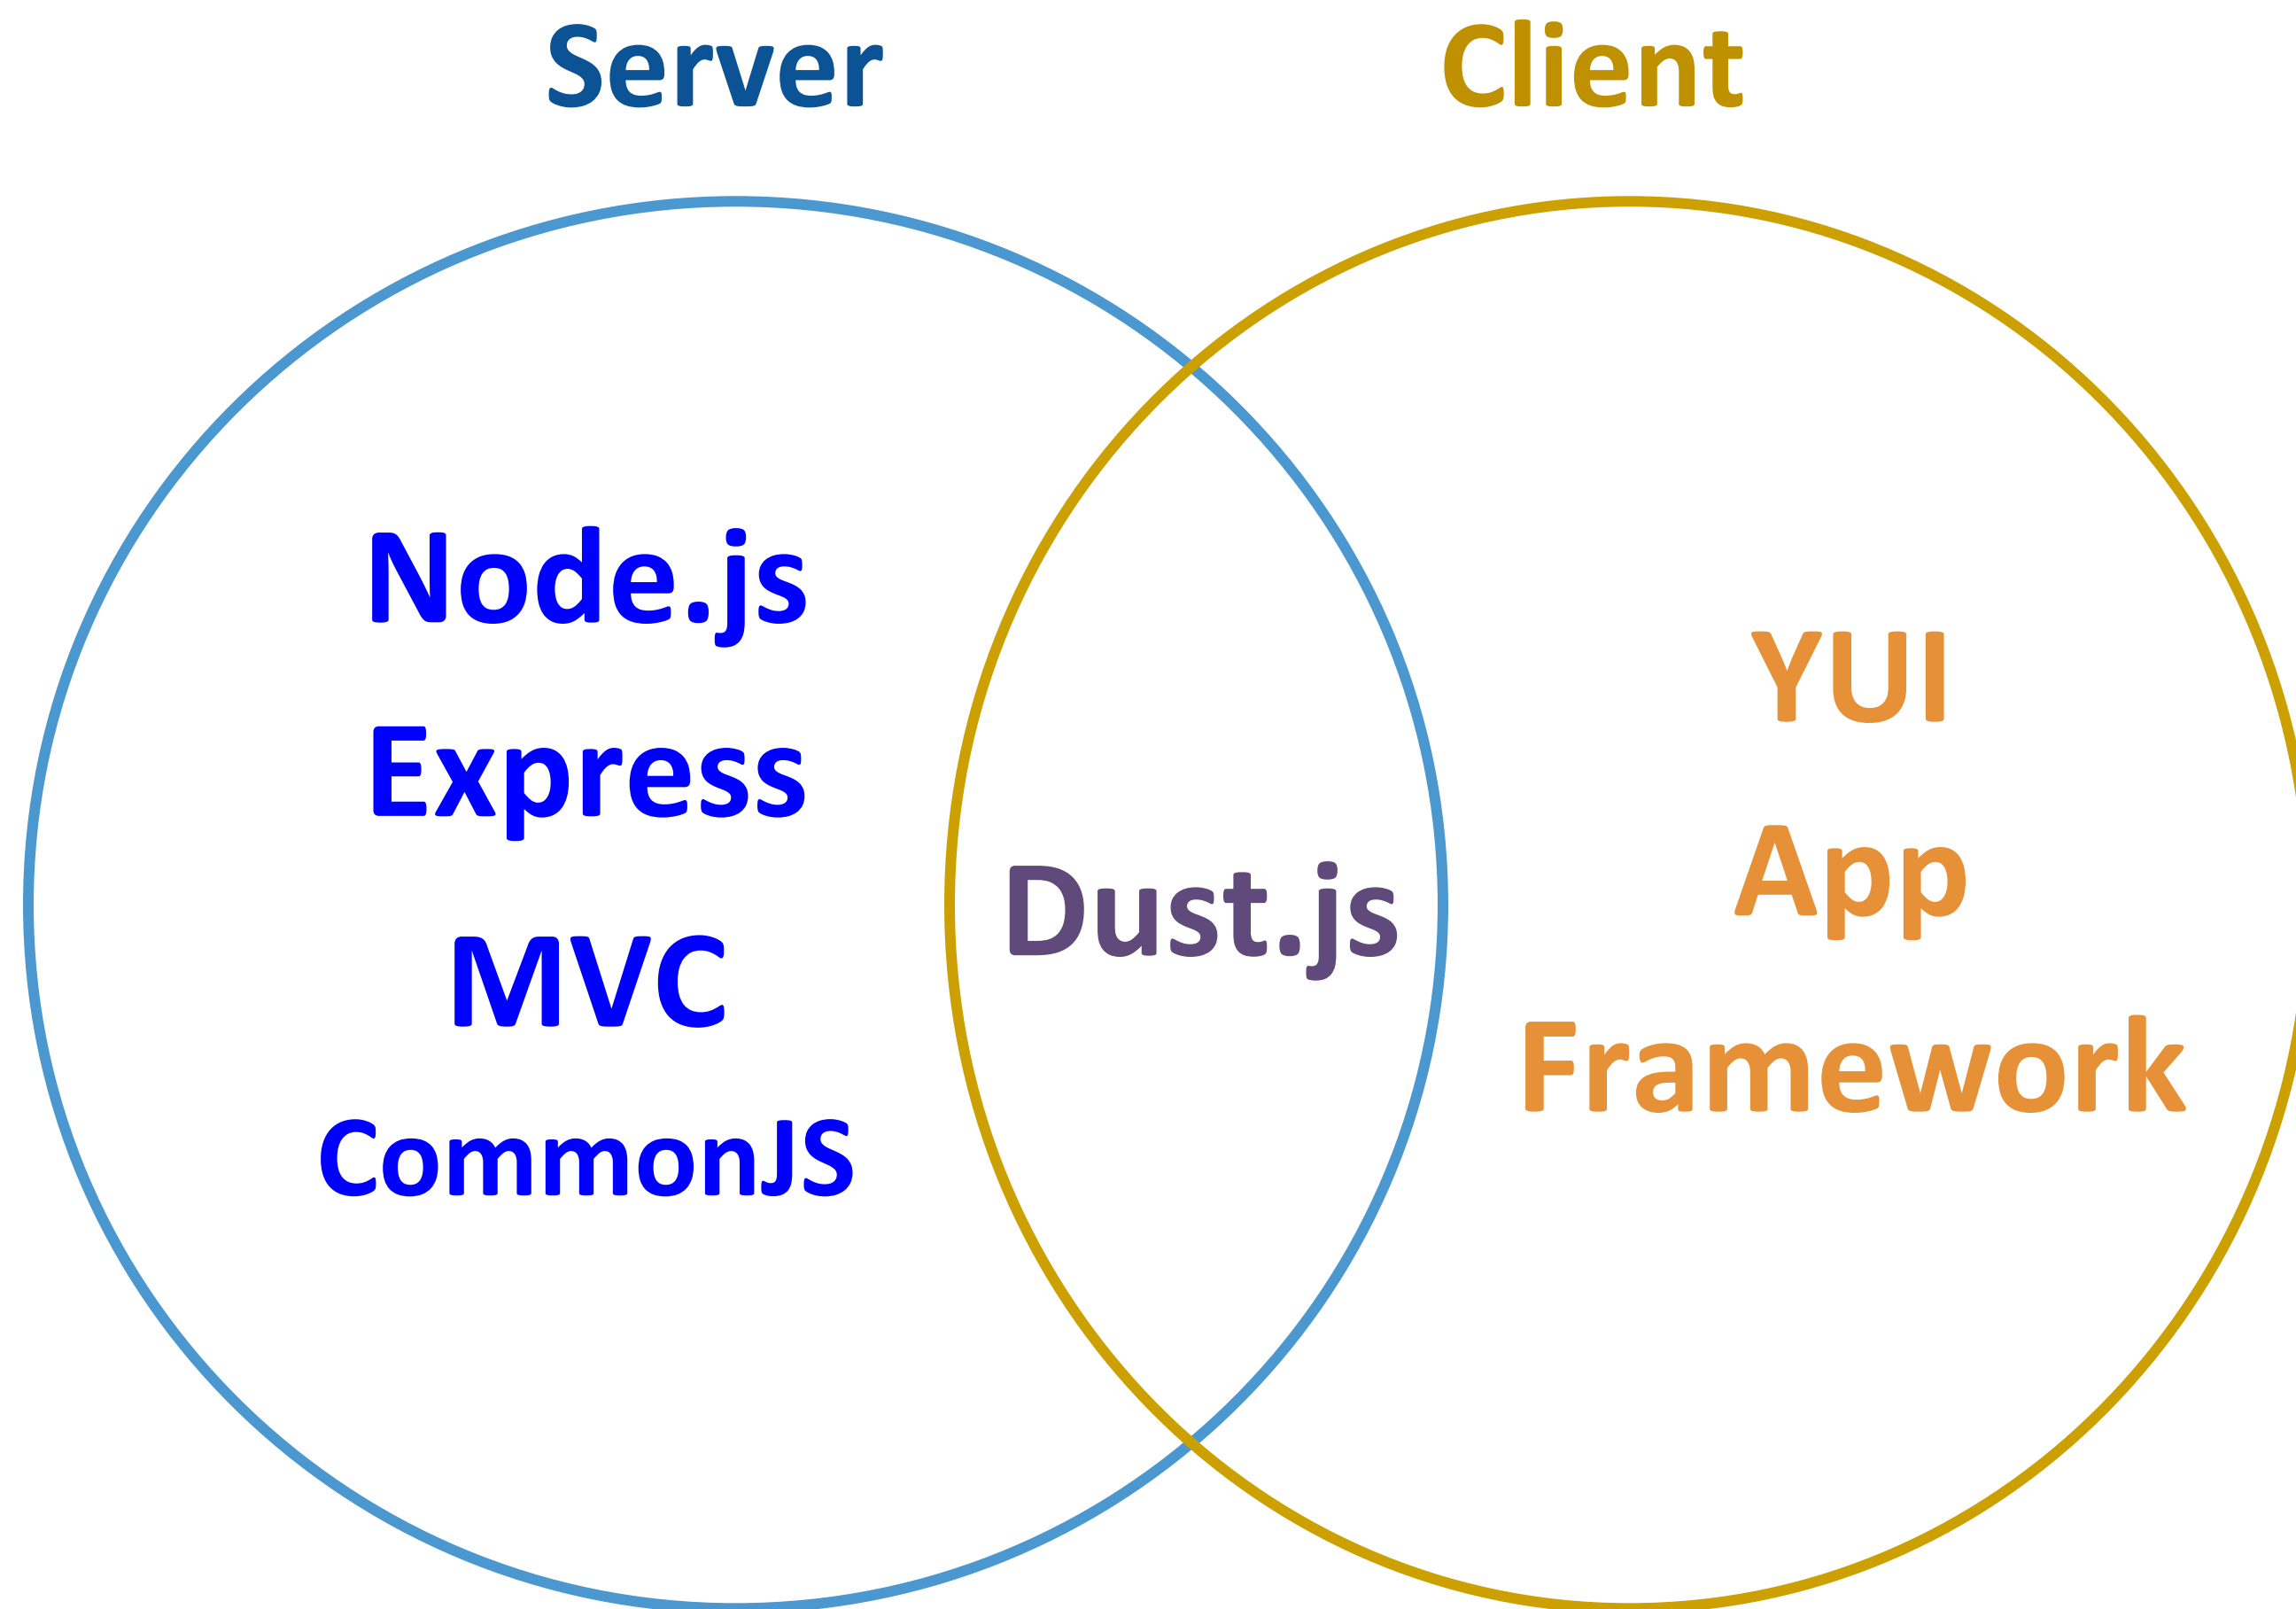 Server
Client
Node.js
Express
MVC
CommonJS
Dust.js
YUI
App
Framework